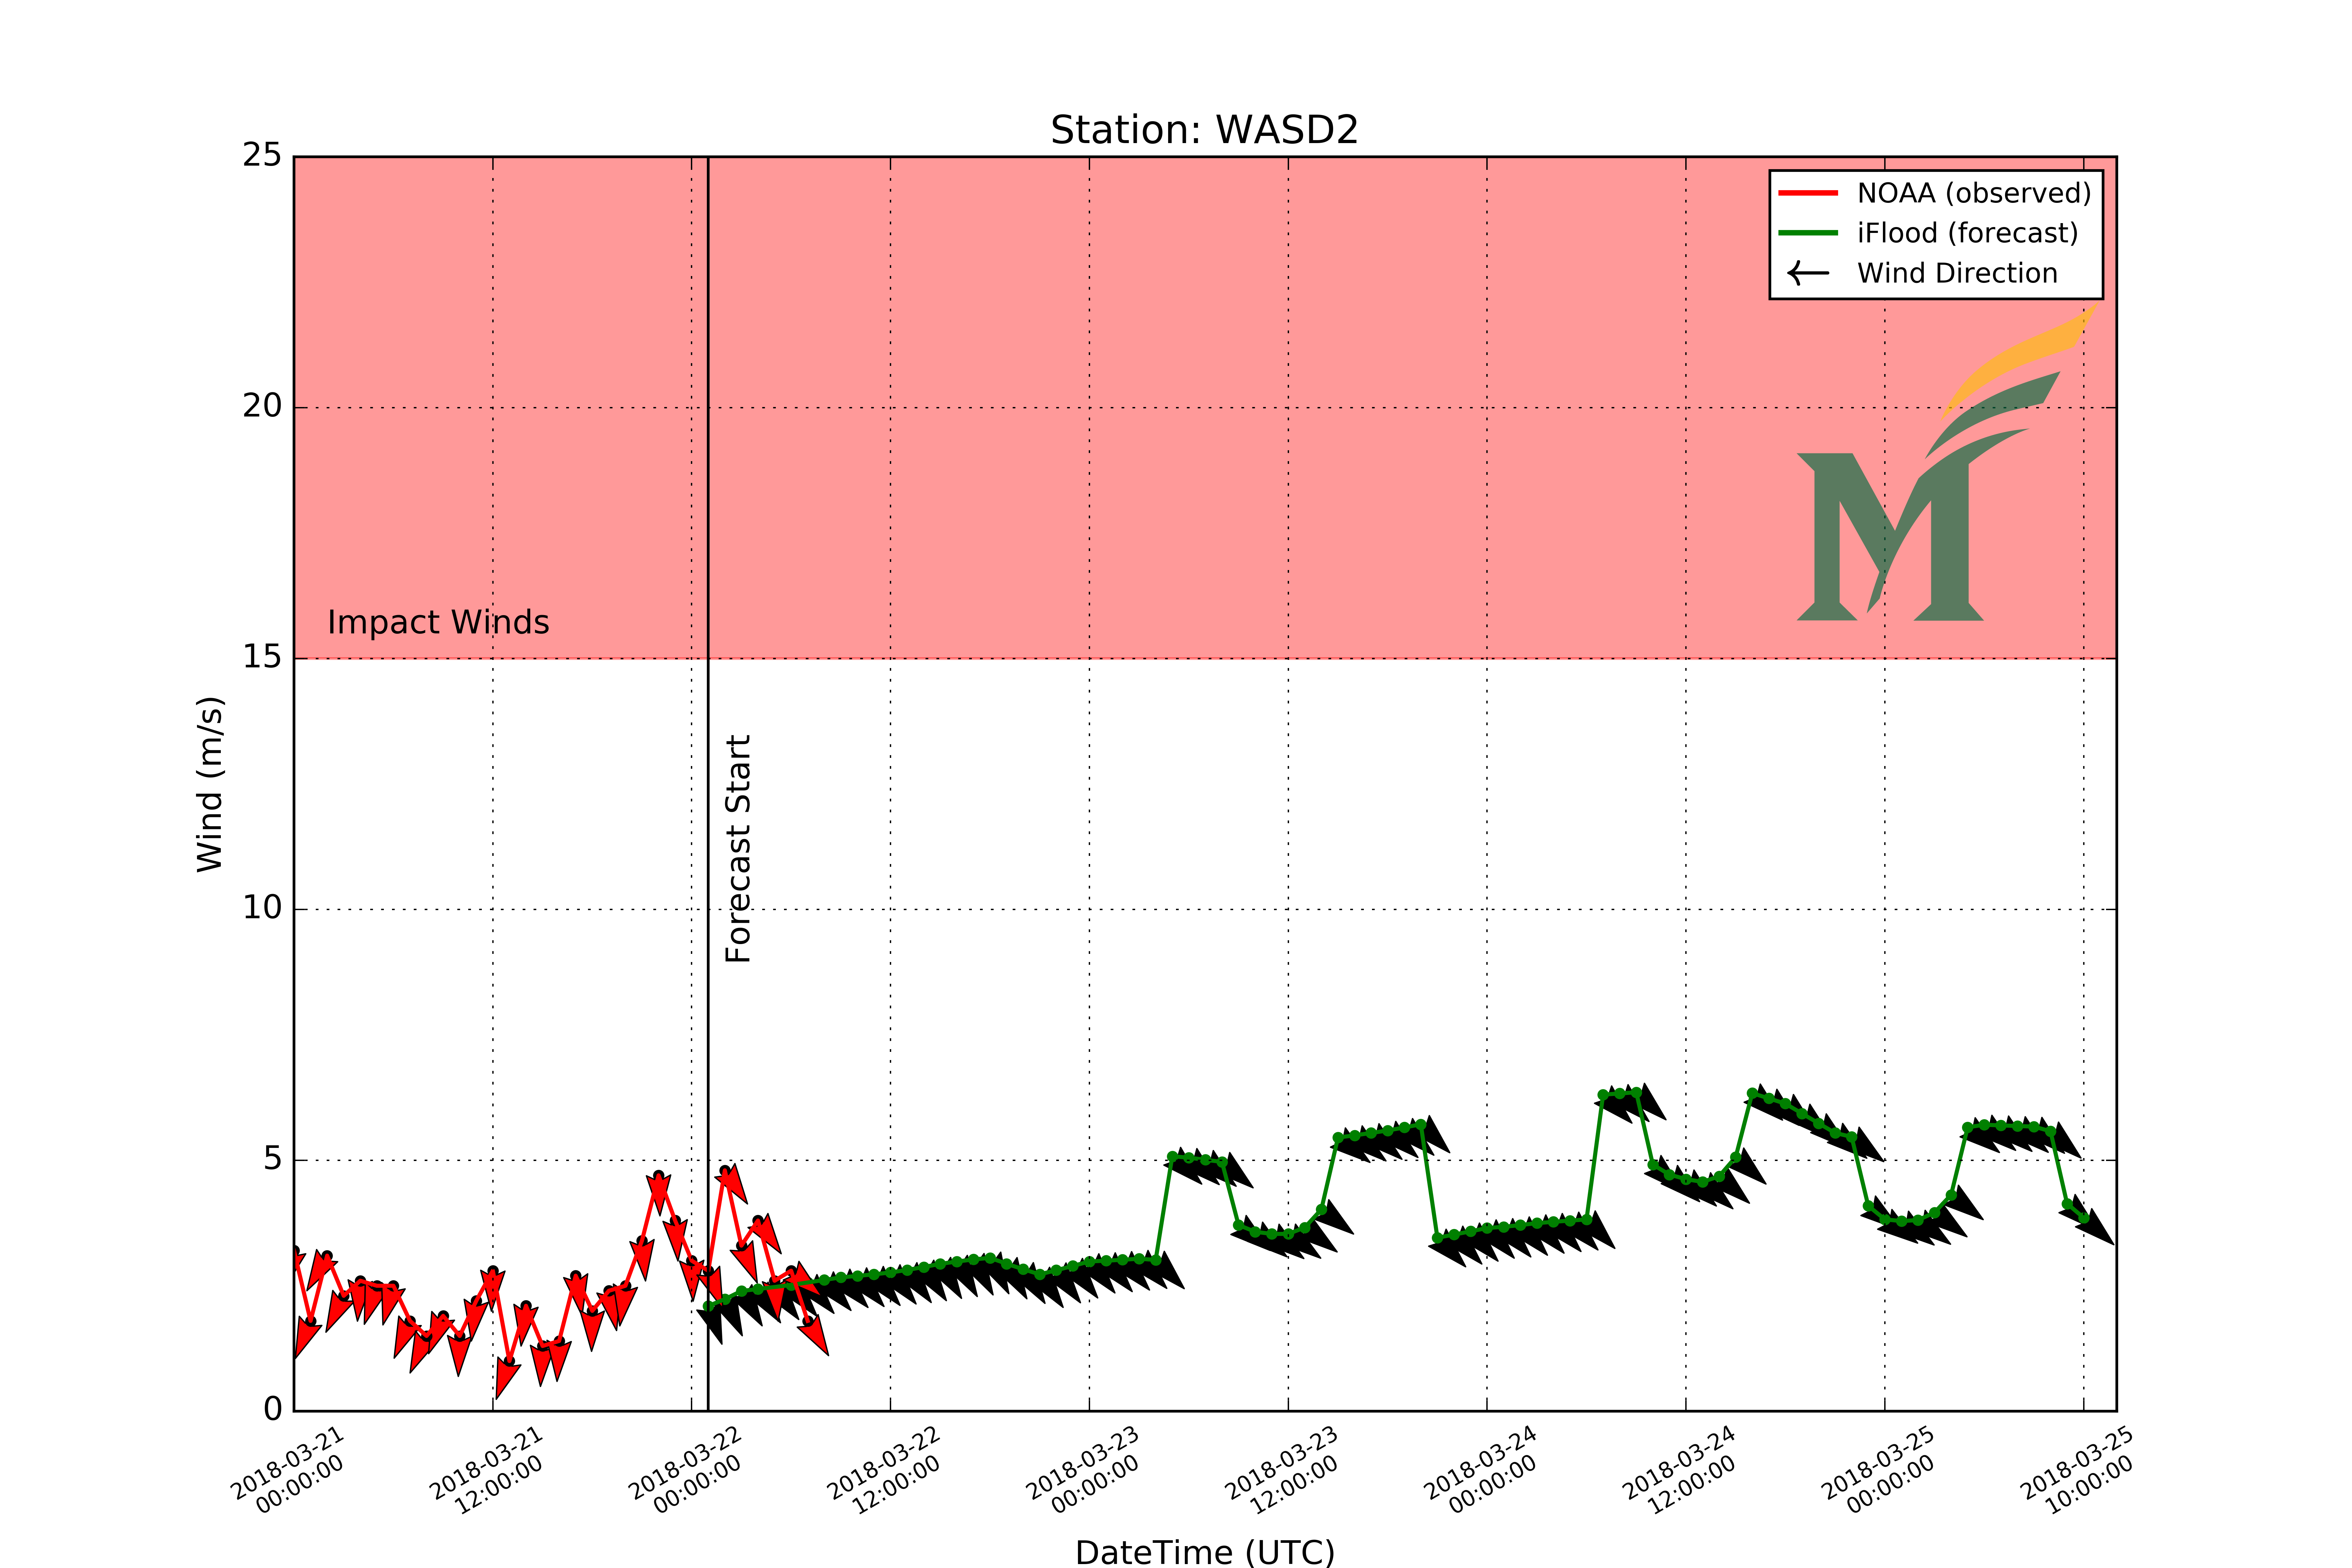 Station: WASD2
25
20
15
10
5
0
Wind (m/s)
NOAA (observed)
iFlood (forecast)
Wind Direction
Impact Winds
Forecast Start
2018-03-21
00:00:00
2018-03-21
12:00:00
2018-03-22
00:00:00
2018-03-22
12:00:00
2018-03-23
00:00:00
2018-03-23
12:00:00
2018-03-24
00:00:00
2018-03-24
12:00:00
2018-03-25
00:00:00
2018-03-25
10:00:00
DateTime (UTC)
M